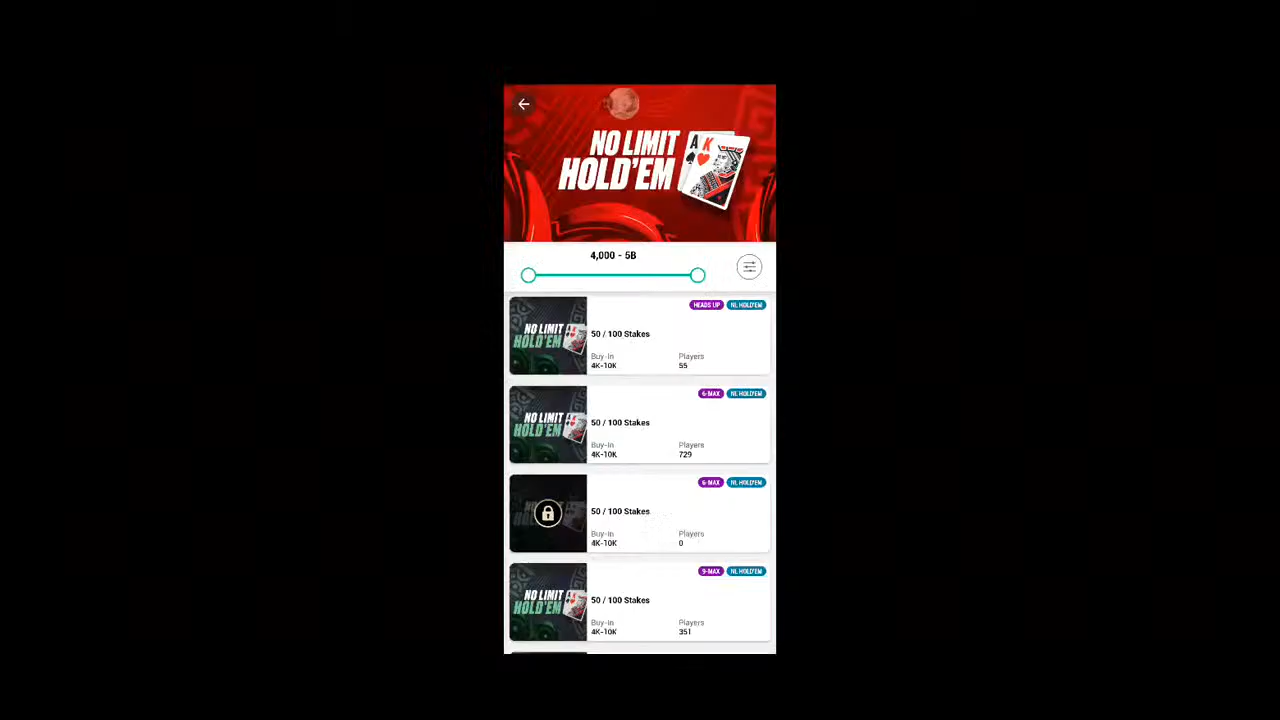 NO LIMIT
HOLD'EM
A K
4,000 - 5B
HEADS UP NL HOLD'EM
NO LIMIT
HOLD'EM
50 / 100 Stakes
Buy-In Players
4K-10K 55
6-MAX NL HOLD'EM
NO LIMIT
HOLD'EM
50 / 100 Stakes
Buy-In Players
4K-10K 729
6-MAX NL HOLD'EM
50 / 100 Stakes
Buy-In Players
4K-10K 0
9-MAX NL HOLD'EM
NO LIMIT
HOLD'EM
50 / 100 Stakes
Buy-In Players
4K-10K 351